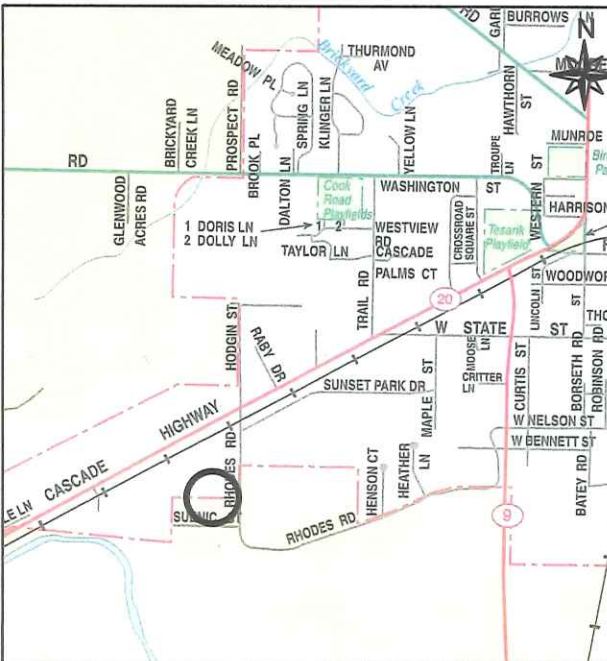 RD
BURROWS LN
GARI
N
MEADOW PL
Brickyard
Creek
THURMOND
AV
SPRING LN
KLINGER LN
YELLOW LN
HAWTHORN
ST
BRICKYARD
CREEK LN
PROSPECT RD
BROOK PL
DALTON LN
TROUPE
LN
MUNROE
RD
WASHINGTON
ST
WESTERN ST
HARRISON
GLENWOOD
ACRES RD
Cook
Road
Playfields
1 DORIS LN
2 DOLLY LN
1
2
WESTVIEW
RD
TAYLOR LN
CASCADE
PALMS CT
CROSSROAD
SQUARE ST
Tesarik
Playfield
WOODWOR
LINCOLN ST
ST
20
TRAIL RD
HODGIN ST
RABY DR
W STATE ST
MOOSE
LN
CRITTER
LN
CURTIS ST
BORSETH RD
ROBINSON RD
SUNSET PARK DR
MAPLE ST
W NELSON ST
W BENNETT ST
CASCADE HIGHWAY
RHODES RD
HENSON CT
HEATHER
LN
BATEY RD
LE LN
RHODES RD
9